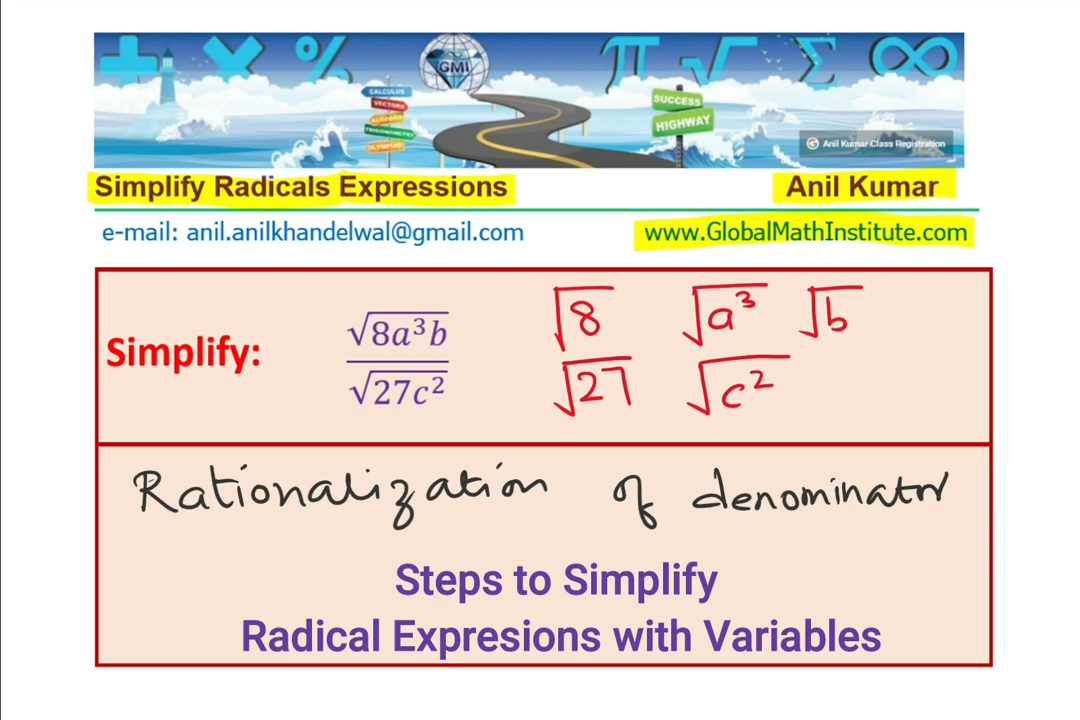 GMI
CALCULUS
VECTORS
ALGEBRA
TRIGONOMETRY
OLYMPIAD
SUCCESS
HIGHWAY
G Anil Kumar Class Registration
Simplify Radicals Expressions Anil Kumar
e-mail: anil.anilkhandelwal@gmail.com www.GlobalMathInstitute.com
Simplify: √(8a³b) / √(27c²) √8 √a³ √b
√27 √c²
Rationalization of denominator
Steps to Simplify
Radical Expresions with Variables